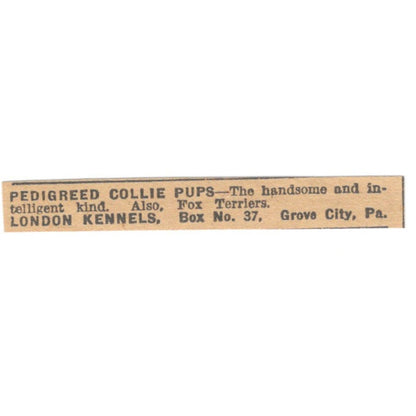 PEDIGREED COLLIE PUPS—The handsome and in-
telligent kind. Also, Fox Terriers.
LONDON KENNELS, Box No. 37, Grove City, Pa.